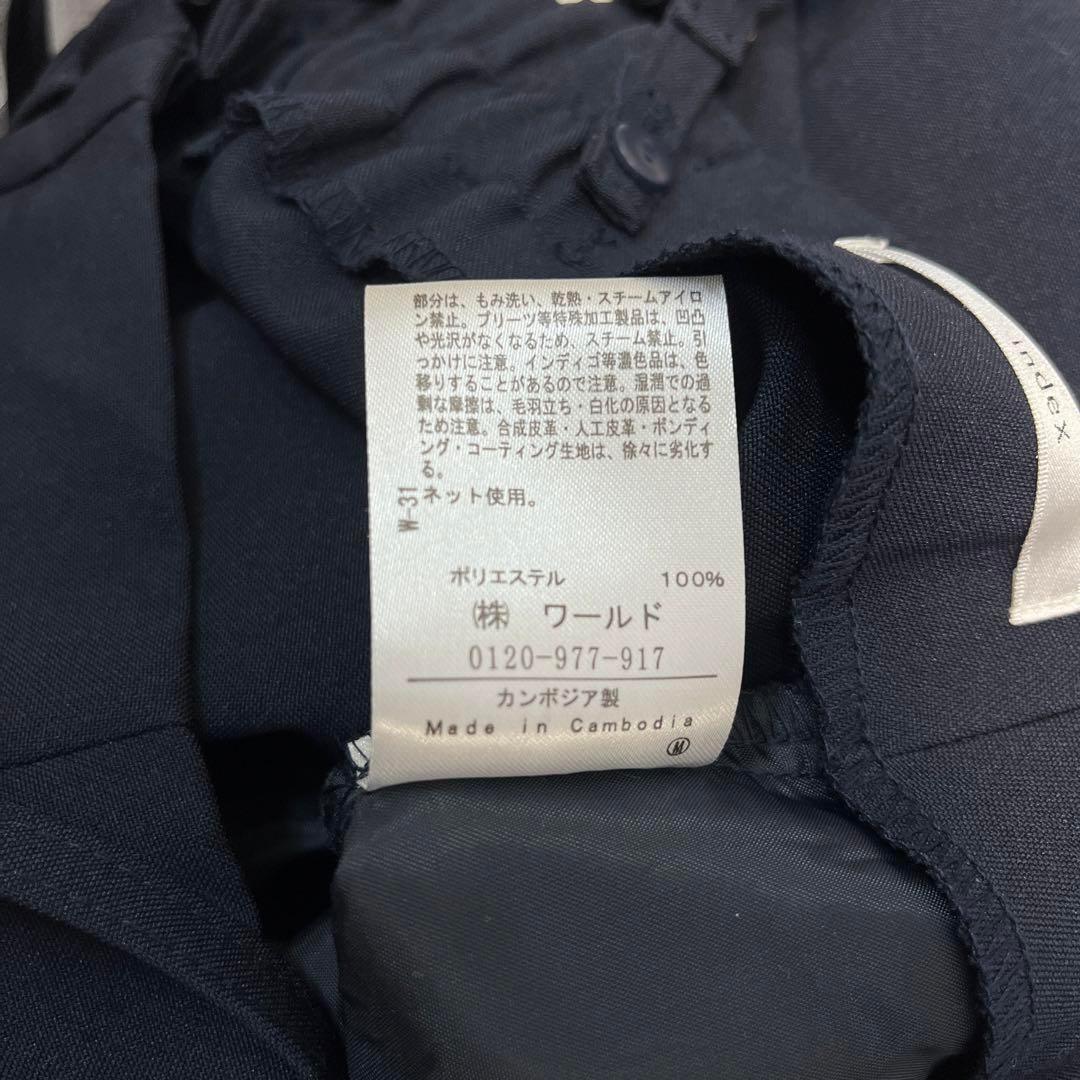 部分は、もみ洗い、乾熱・スチームアイロ
ン禁止。プリーツ等特殊加工製品は、凹凸
や光沢がなくなるため、スチーム禁止。引
っかけに注意。インディゴ等濃色品は、色
移りすることがあるので注意。湿潤での過
剰な摩擦は、毛羽立ち・白化の原因となる
ため注意。合成皮革・人工皮革・ボンディ
ング・コーティング生地は、徐々に劣化す
る。
ネット使用。
W-31
ポリエステル 100%
㈱ ワールド
0120-977-917
カンボジア製
Made in Cambodia
Ⓜ
index